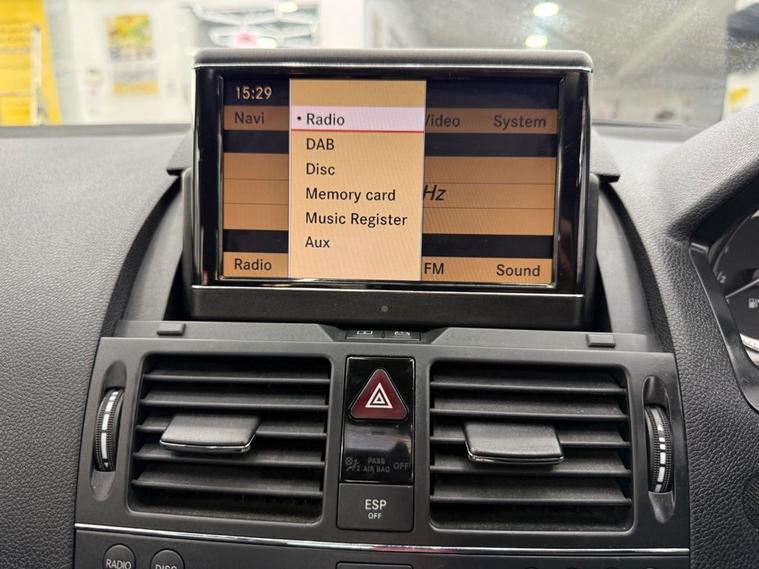 15:29
Navi
Video
System
• Radio
DAB
Disc
Memory card
Hz
Music Register
Aux
Radio
FM
Sound
PASS
AIR BAG OFF
ESP
OFF
RADIO
DISC